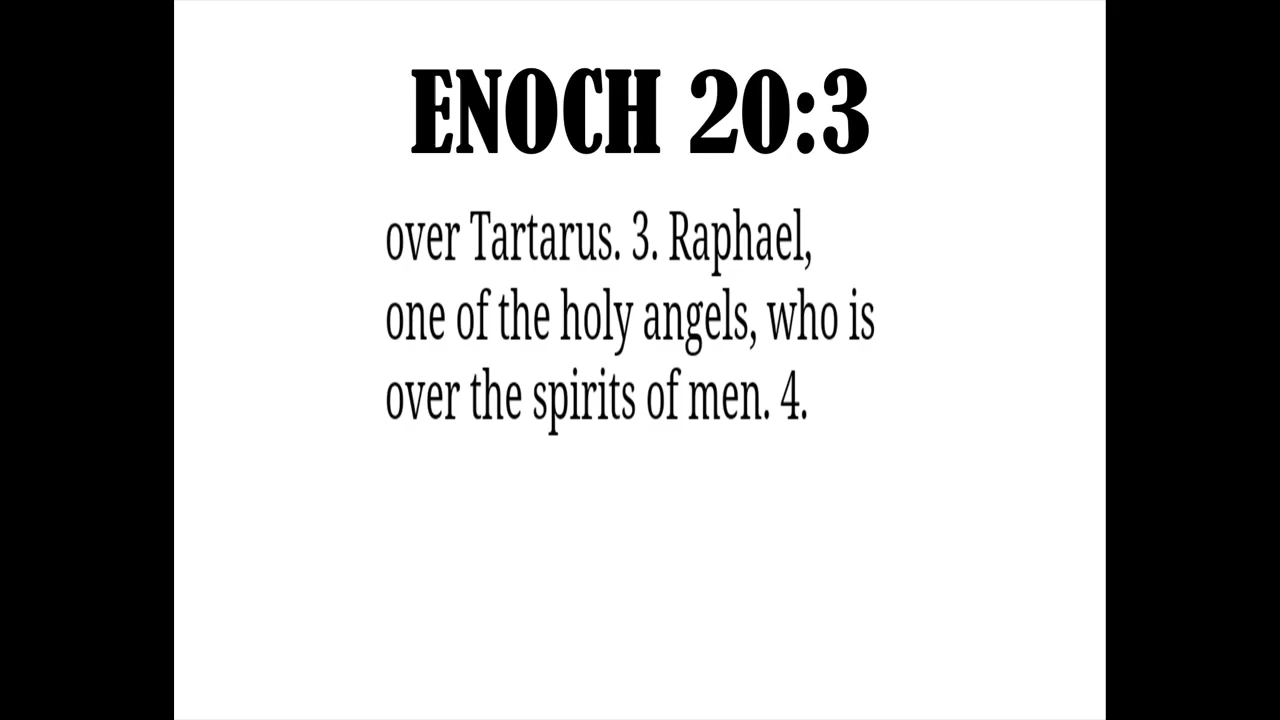 ENOCH 20:3
over Tartarus. 3. Raphael,
one of the holy angels, who is
over the spirits of men. 4.